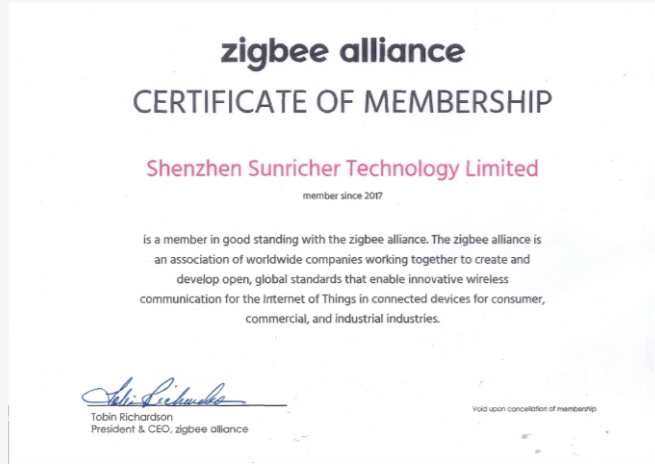 zigbee alliance
CERTIFICATE OF MEMBERSHIP
Shenzhen Sunricher Technology Limited
member since 2017
is a member in good standing with the zigbee alliance. The zigbee alliance is
an association of worldwide companies working together to create and
develop open, global standards that enable innovative wireless
communication for the Internet of Things in connected devices for consumer,
commercial, and industrial industries.
Tobin Richardson
Tobin Richardson
President & CEO, zigbee alliance
Void upon cancellation of membership